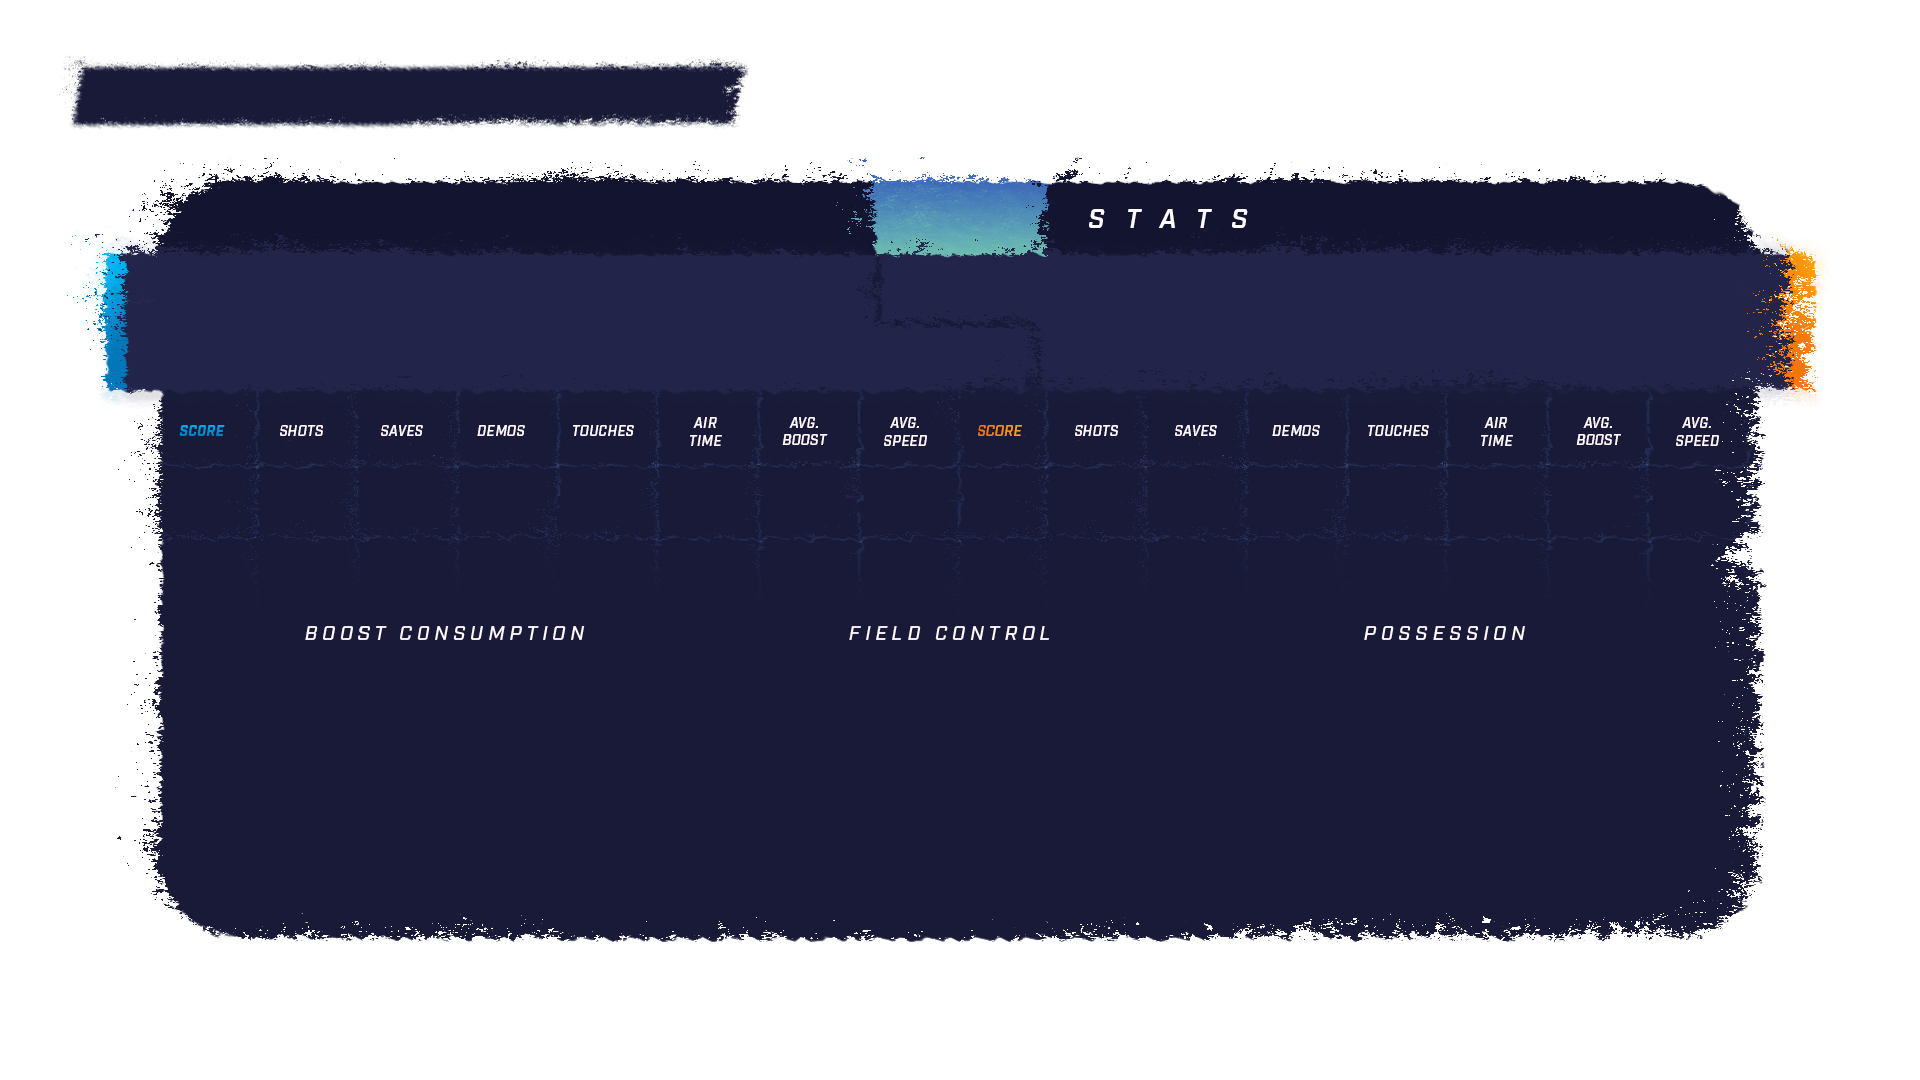 STATS
SCORE SHOTS SAVES DEMOS TOUCHES AIR TIME AVG. BOOST AVG. SPEED SCORE SHOTS SAVES DEMOS TOUCHES AIR TIME AVG. BOOST AVG. SPEED
BOOST CONSUMPTION FIELD CONTROL POSSESSION